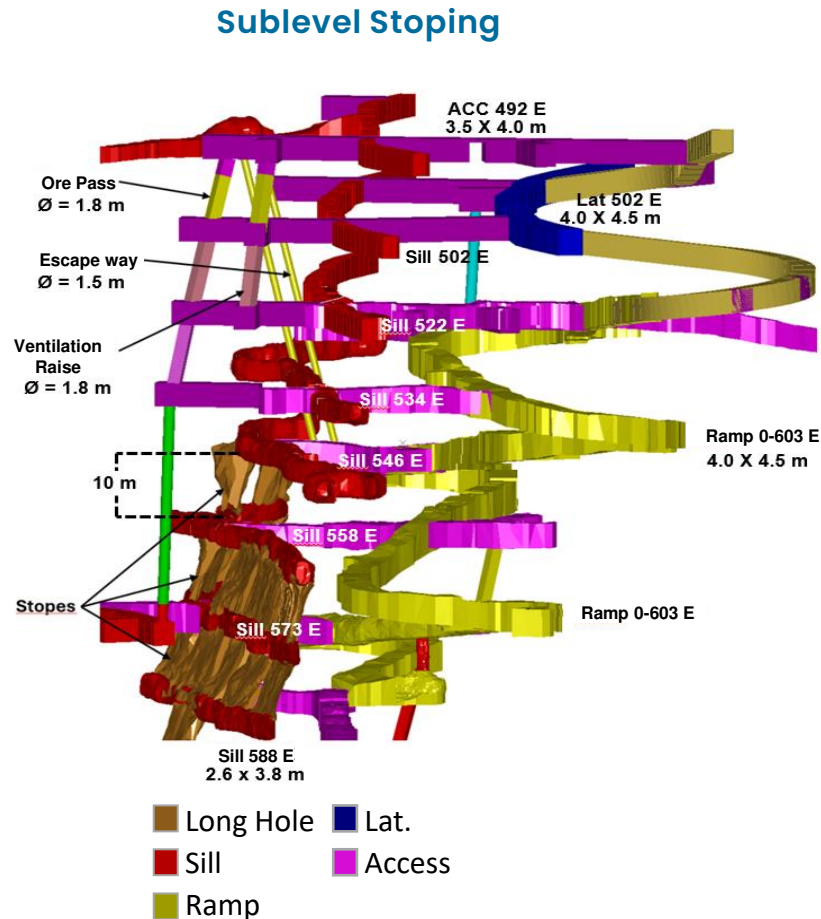 Sublevel Stoping
ACC 492 E
3.5 X 4.0 m
Ore Pass
Ø = 1.8 m
Lat 502 E
4.0 X 4.5 m
Escape way
Ø = 1.5 m
Sill 502 E
Sill 522 E
Ventilation
Raise
Ø = 1.8 m
Sill 534 E
Ramp 0-603 E
4.0 X 4.5 m
Sill 546 E
10 m
Sill 558 E
Stopes
Ramp 0-603 E
Sill 573 E
Sill 588 E
2.6 x 3.8 m
Long Hole
Lat.
Sill
Access
Ramp